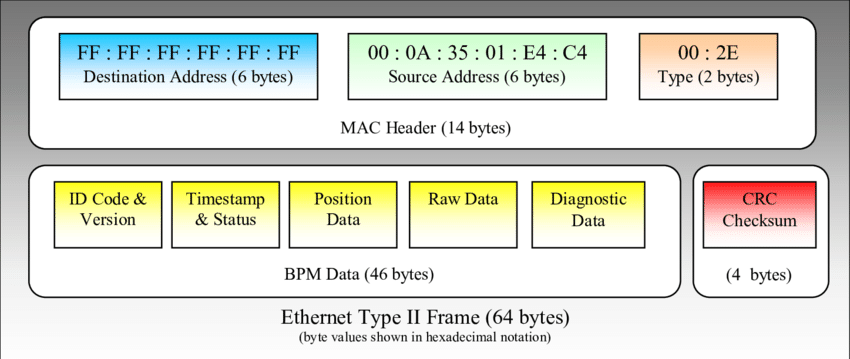 FF : FF : FF : FF : FF : FF
Destination Address (6 bytes)
00 : 0A : 35 : 01 : E4 : C4
Source Address (6 bytes)
00 : 2E
Type (2 bytes)
MAC Header (14 bytes)
ID Code &
Version
Timestamp
& Status
Position
Data
Raw Data
Diagnostic
Data
BPM Data (46 bytes)
CRC
Checksum
(4 bytes)
Ethernet Type II Frame (64 bytes)
(byte values shown in hexadecimal notation)